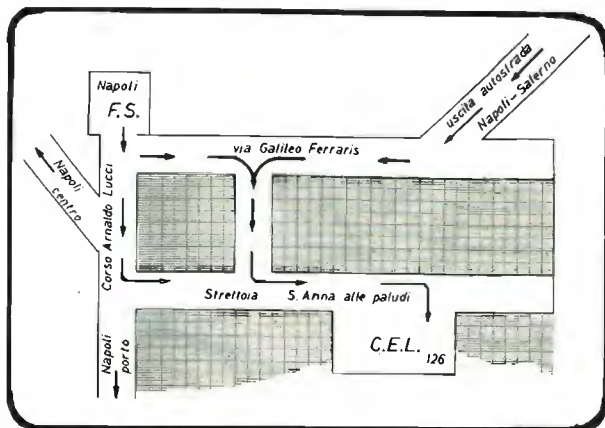 Napoli
F.S.
uscita autostrada
Napoli-Salerno
via Galileo Ferraris
Napoli
centro
Corso Arnaldo Lucci
Strettoia S. Anna alle paludi
Napoli
porto
C.E.L. 126